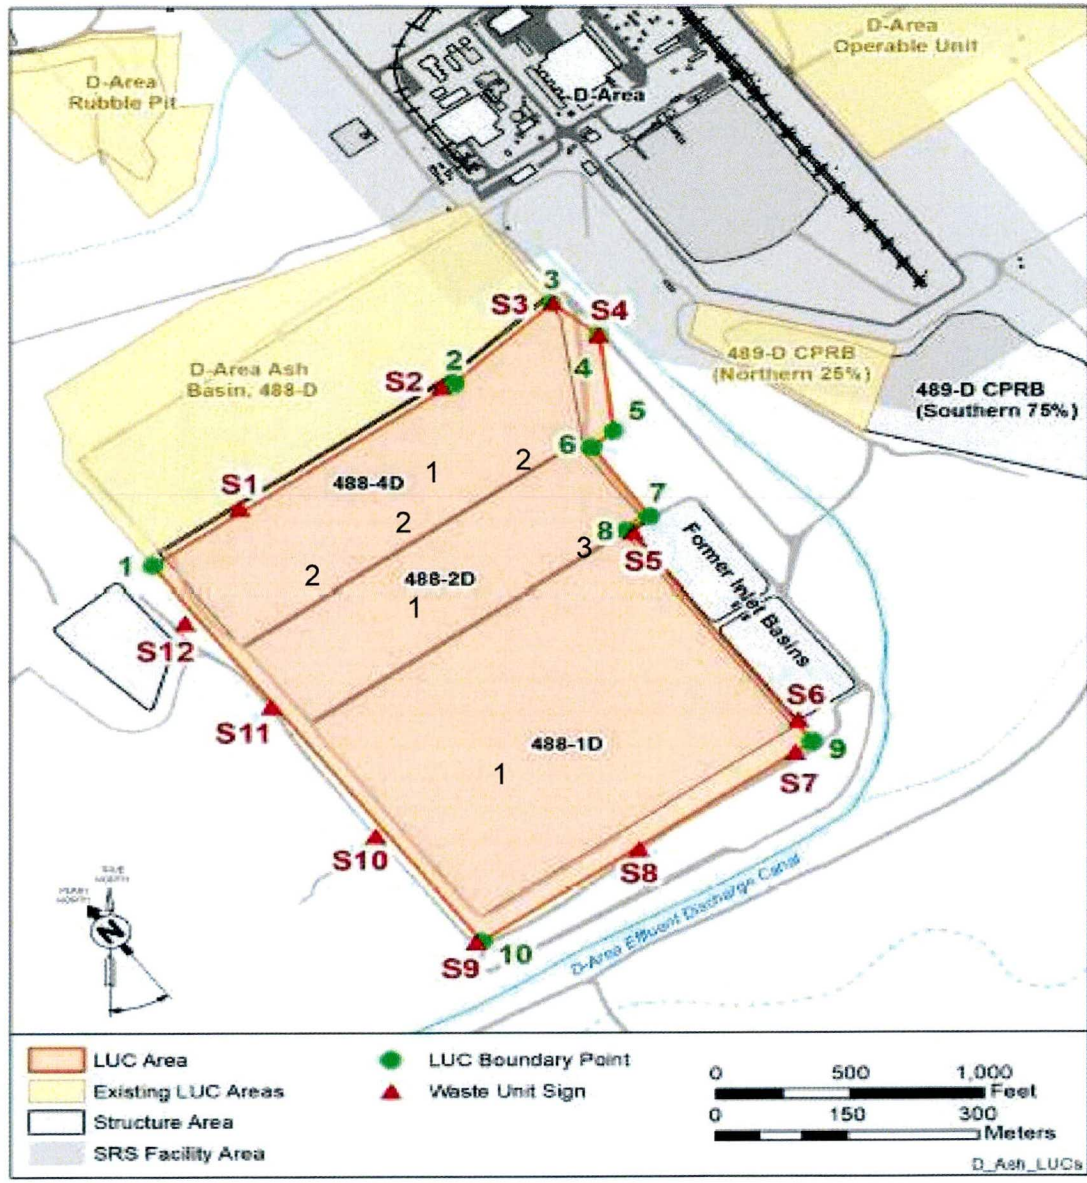 D-Area
Operable Unit
D-Area
Rubble Pit
D-Area
3
S3
S4
D-Area Ash
Basin, 488-D
2
S2
4
489-D CPRB
(Northern 25%)
489-D CPRB
(Southern 75%)
5
6
S1
488-4D
1
2
2
7
8
S5
3
Former Inlet Basins
1
2
488-2D
1
S12
S11
S6
488-1D
9
S7
1
S10
S8
TRUE
NORTH
PLANT
NORTH
N
S9
10
D-Area Effluent Discharge Canal
LUC Area
Existing LUC Areas
Structure Area
SRS Facility Area
LUC Boundary Point
Waste Unit Sign
0 500 1,000
Feet
0 150 300
Meters
D_Ash_LUCs